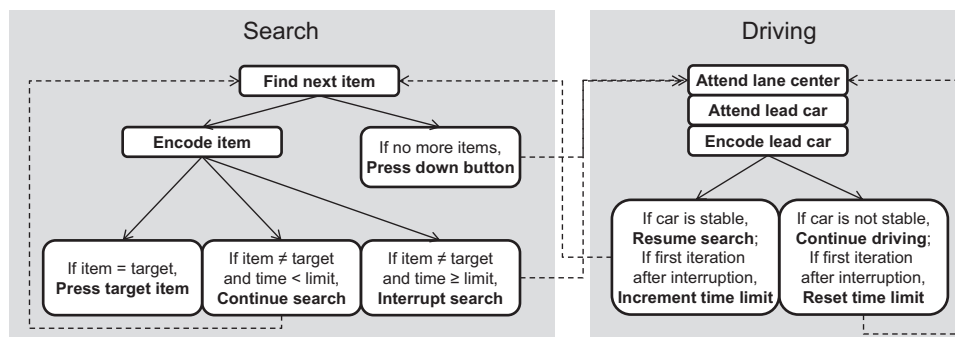 Search
Find next item
Encode item
If no more items,
Press down button
If item = target,
Press target item
If item ≠ target
and time < limit,
Continue search
If item ≠ target
and time ≥ limit,
Interrupt search
Driving
Attend lane center
Attend lead car
Encode lead car
If car is stable,
Resume search;
If first iteration
after interruption,
Increment time limit
If car is not stable,
Continue driving;
If first iteration
after interruption,
Reset time limit